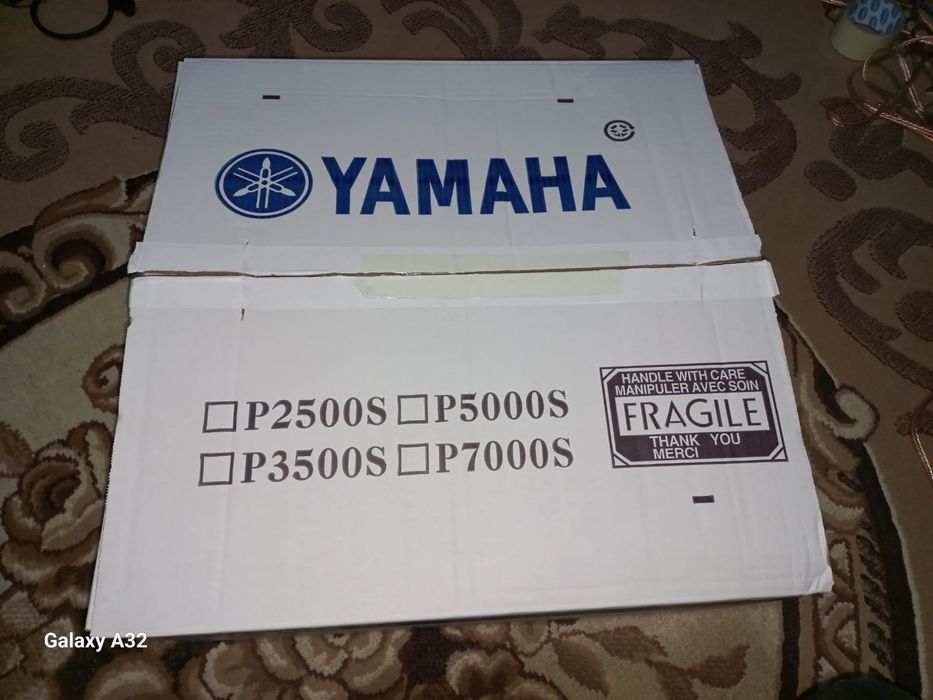 YAMAHA
☐P2500S ☐P5000S
☐P3500S ☐P7000S
HANDLE WITH CARE
MANIPULER AVEC SOIN
FRAGILE
THANK YOU
MERCI
Galaxy A32